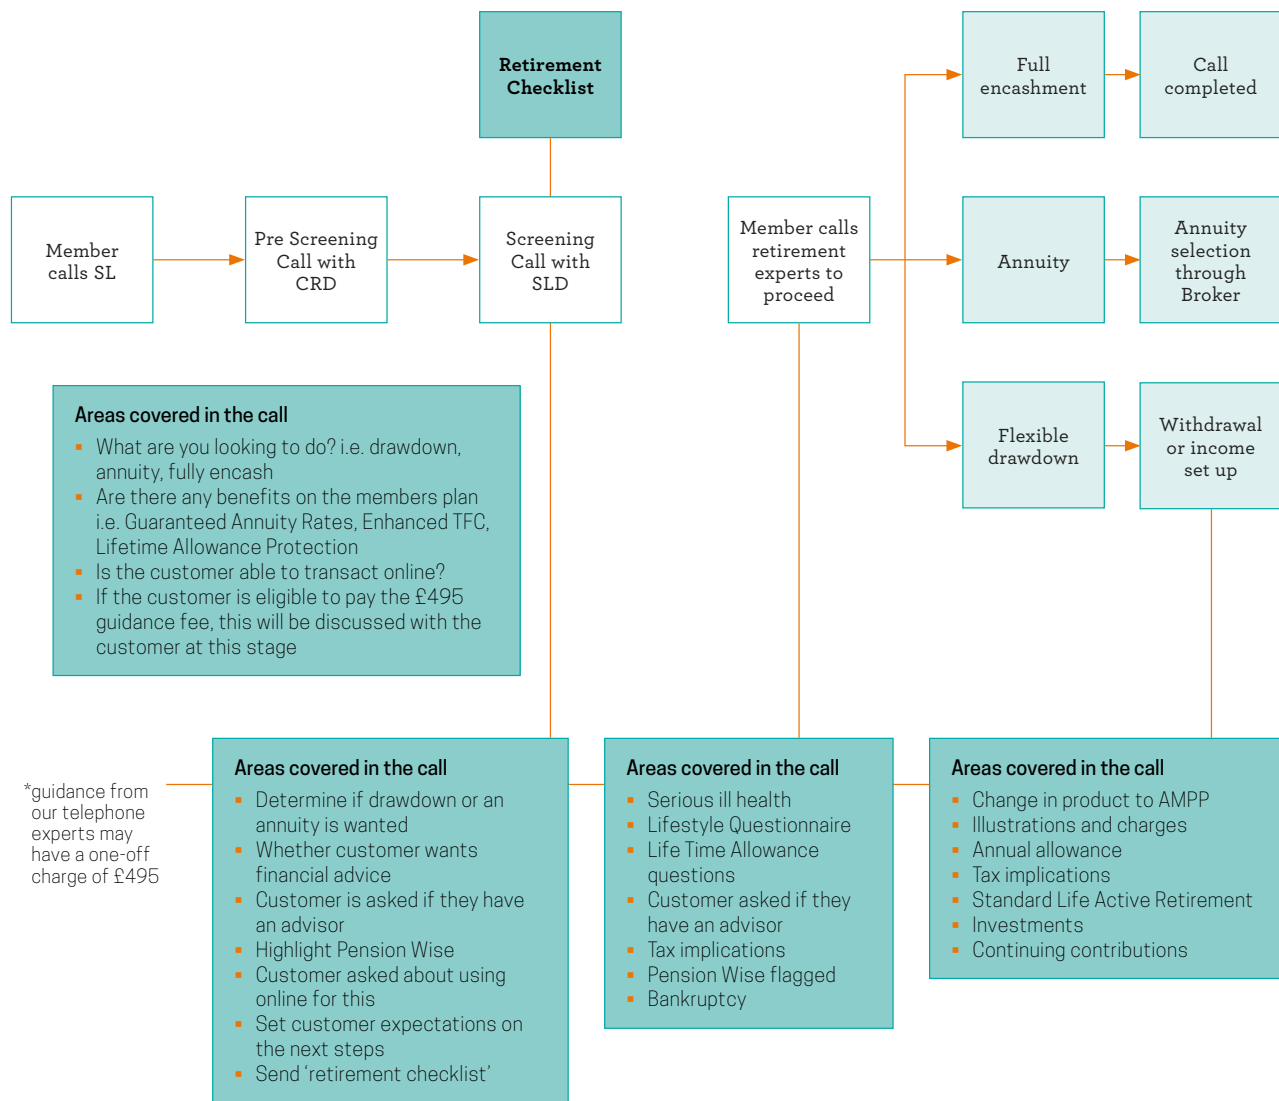 Retirement
Checklist
Full
encashment
Call
completed
Member
calls SL
Pre Screening
Call with
CRD
Screening
Call with
SLD
Member calls
retirement
experts to
proceed
Annuity
Annuity
selection
through
Broker
Flexible
drawdown
Withdrawal
or income
set up
Areas covered in the call
▪ What are you looking to do? i.e. drawdown,
annuity, fully encash
▪ Are there any benefits on the members plan
i.e. Guaranteed Annuity Rates, Enhanced TFC,
Lifetime Allowance Protection
▪ Is the customer able to transact online?
▪ If the customer is eligible to pay the £495
guidance fee, this will be discussed with the
customer at this stage
*guidance from
our telephone
experts may
have a one-off
charge of £495
Areas covered in the call
▪ Determine if drawdown or an
annuity is wanted
▪ Whether customer wants
financial advice
▪ Customer is asked if they have
an advisor
▪ Highlight Pension Wise
▪ Customer asked about using
online for this
▪ Set customer expectations on
the next steps
▪ Send ‘retirement checklist’
Areas covered in the call
▪ Serious ill health
▪ Lifestyle Questionnaire
▪ Life Time Allowance
questions
▪ Customer asked if they
have an advisor
▪ Tax implications
▪ Pension Wise flagged
▪ Bankruptcy
Areas covered in the call
▪ Change in product to AMPP
▪ Illustrations and charges
▪ Annual allowance
▪ Tax implications
▪ Standard Life Active Retirement
▪ Investments
▪ Continuing contributions